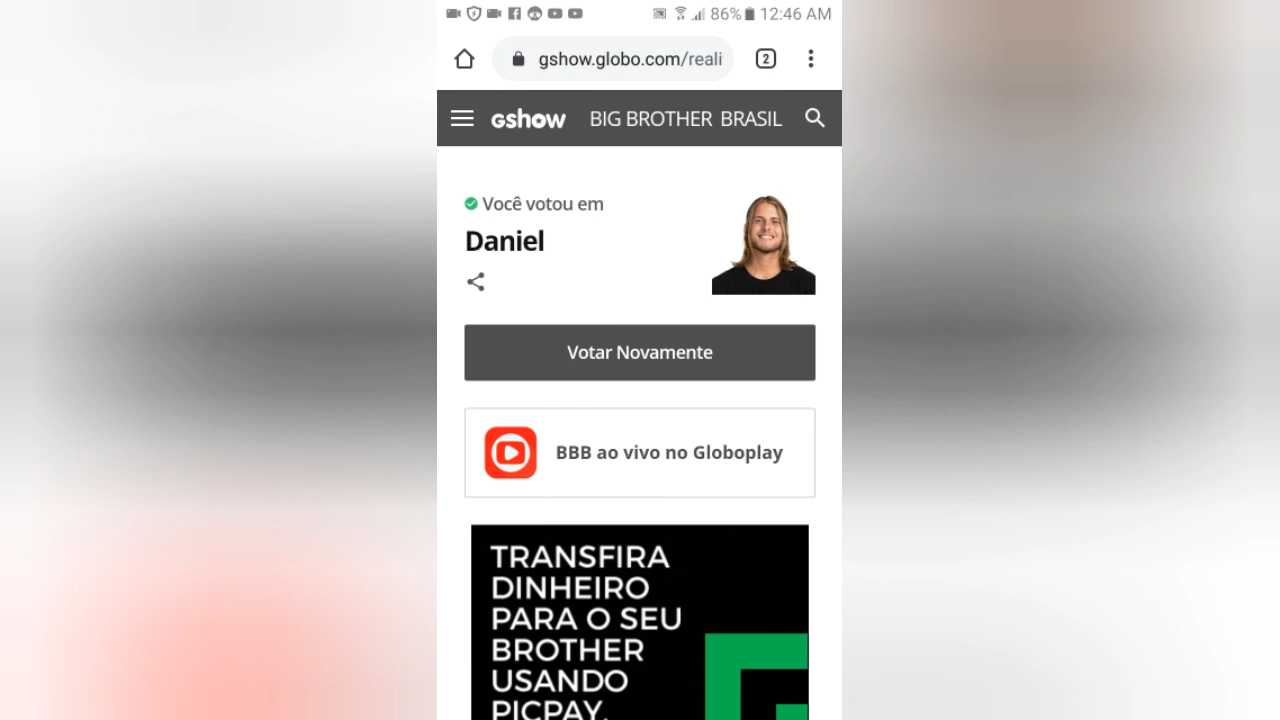 86% 12:46 AM
gshow.globo.com/reali 2
gshow BIG BROTHER BRASIL
Você votou em
Daniel
Votar Novamente
BBB ao vivo no Globoplay
TRANSFIRA
DINHEIRO
PARA O SEU
BROTHER
USANDO
PICPAY.